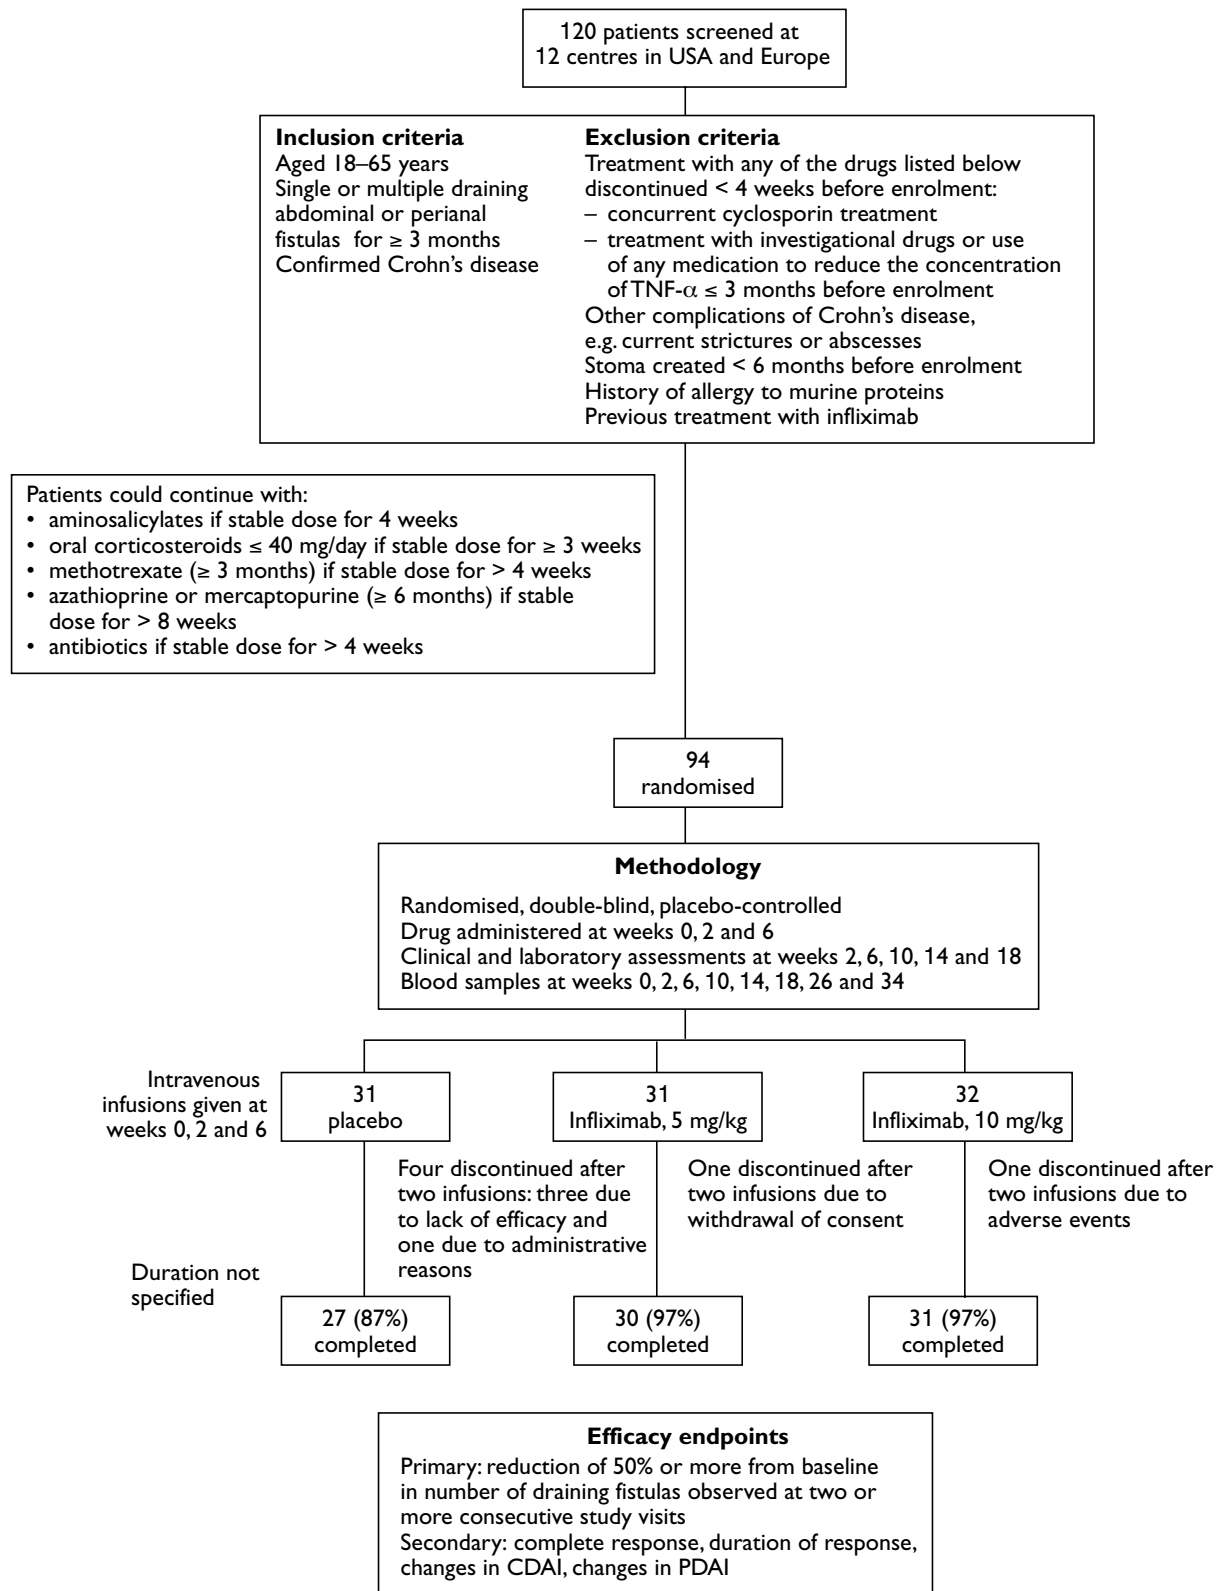 120 patients screened at
12 centres in USA and Europe
Inclusion criteria
Aged 18–65 years
Single or multiple draining
abdominal or perianal
fistulas for ≥ 3 months
Confirmed Crohn's disease
Exclusion criteria
Treatment with any of the drugs listed below
discontinued < 4 weeks before enrolment:
– concurrent cyclosporin treatment
– treatment with investigational drugs or use
of any medication to reduce the concentration
of TNF-α ≤ 3 months before enrolment
Other complications of Crohn's disease,
e.g. current strictures or abscesses
Stoma created < 6 months before enrolment
History of allergy to murine proteins
Previous treatment with infliximab
Patients could continue with:
• aminosalicylates if stable dose for 4 weeks
• oral corticosteroids ≤ 40 mg/day if stable dose for ≥ 3 weeks
• methotrexate (≥ 3 months) if stable dose for > 4 weeks
• azathioprine or mercaptopurine (≥ 6 months) if stable
dose for > 8 weeks
• antibiotics if stable dose for > 4 weeks
94
randomised
Methodology
Randomised, double-blind, placebo-controlled
Drug administered at weeks 0, 2 and 6
Clinical and laboratory assessments at weeks 2, 6, 10, 14 and 18
Blood samples at weeks 0, 2, 6, 10, 14, 18, 26 and 34
Intravenous
infusions given at
weeks 0, 2 and 6
31
placebo
31
Infliximab, 5 mg/kg
32
Infliximab, 10 mg/kg
Four discontinued after
two infusions: three due
to lack of efficacy and
one due to administrative
reasons
One discontinued after
two infusions due to
withdrawal of consent
One discontinued after
two infusions due to
adverse events
Duration not
specified
27 (87%)
completed
30 (97%)
completed
31 (97%)
completed
Efficacy endpoints
Primary: reduction of 50% or more from baseline
in number of draining fistulas observed at two or
more consecutive study visits
Secondary: complete response, duration of response,
changes in CDAI, changes in PDAI